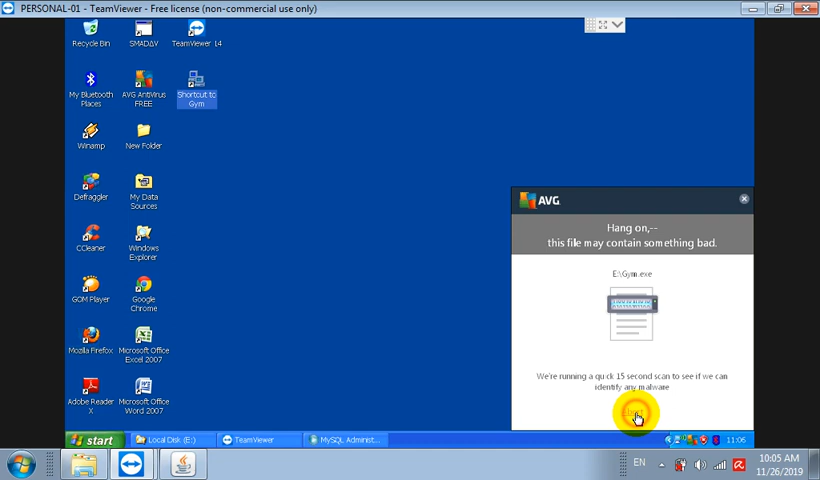 PERSONAL-01 - TeamViewer - Free license (non-commercial use only)
Recycle Bin
SMADΔV
TeamViewer 14
My Bluetooth
Places
AVG AntiVirus
FREE
Shortcut to
Gym
Winamp
New Folder
Defraggler
My Data
Sources
CCleaner
Windows
Explorer
GOM Player
Google
Chrome
Mozilla Firefox
Microsoft Office
Excel 2007
Adobe Reader
X
Microsoft Office
Word 2007
AVG
Hang on,--
this file may contain something bad.
E:\Gym.exe
We're running a quick 15 second scan to see if we can
identify any malware
start
Local Disk (E:)
TeamViewer
MySQL Administ...
11:06
EN
10:05 AM
11/26/2019